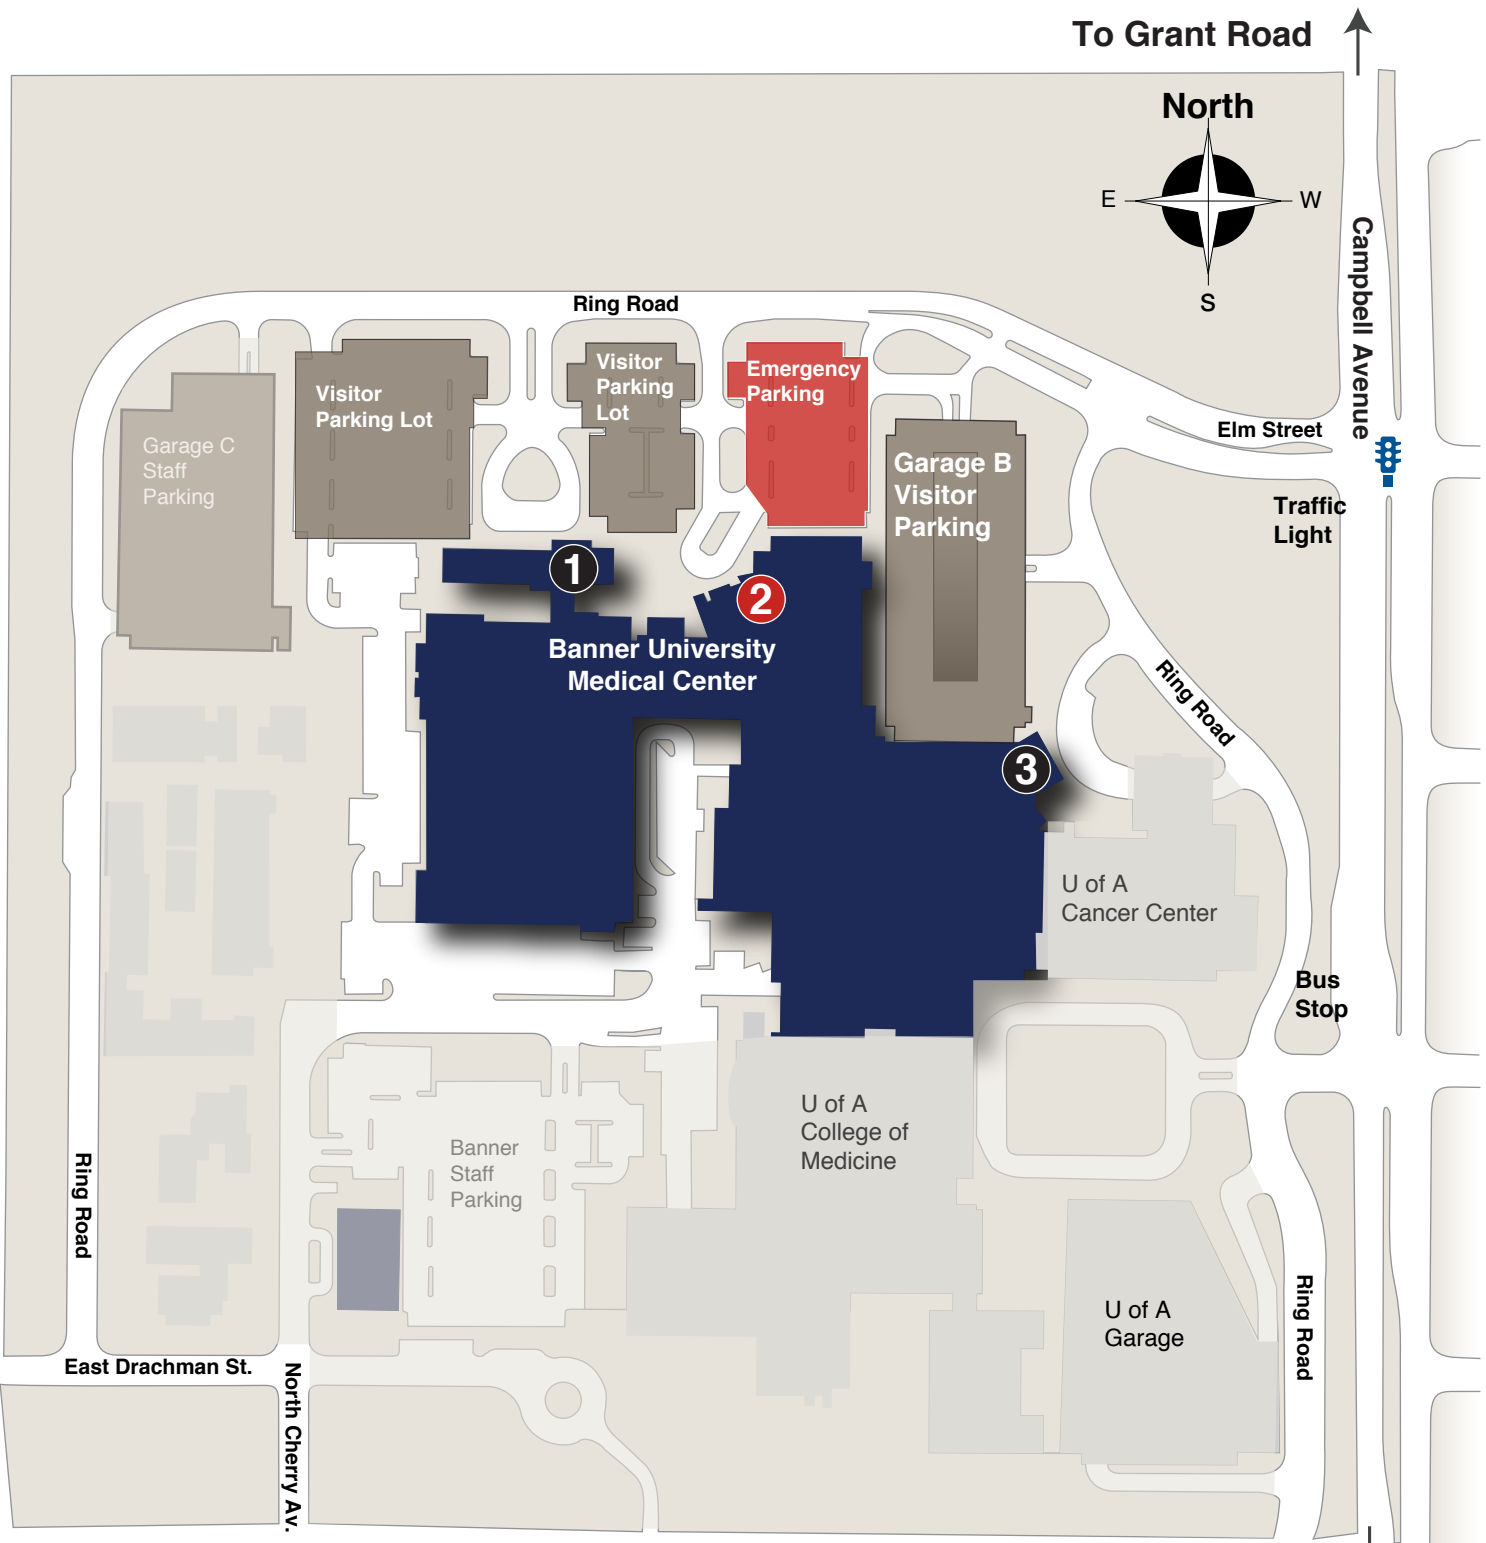 To Grant Road
North
E
W
S
Campbell Avenue
Ring Road
Visitor
Parking Lot
Visitor
Parking
Lot
Emergency
Parking
Garage C
Staff
Parking
Elm Street
Garage B
Visitor
Parking
Traffic
Light
1
2
Banner University
Medical Center
Ring Road
3
U of A
Cancer Center
Bus
Stop
U of A
College of
Medicine
Banner
Staff
Parking
Ring Road
U of A
Garage
Ring Road
East Drachman St.
North Cherry Av.